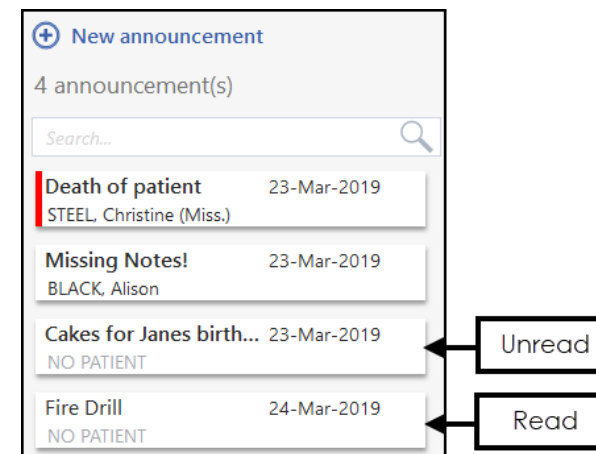 New announcement
4 announcement(s)
Search...
Death of patient 23-Mar-2019
STEEL, Christine (Miss.)
Missing Notes! 23-Mar-2019
BLACK, Alison
Cakes for Janes birth... 23-Mar-2019
NO PATIENT
Unread
Fire Drill 24-Mar-2019
NO PATIENT
Read